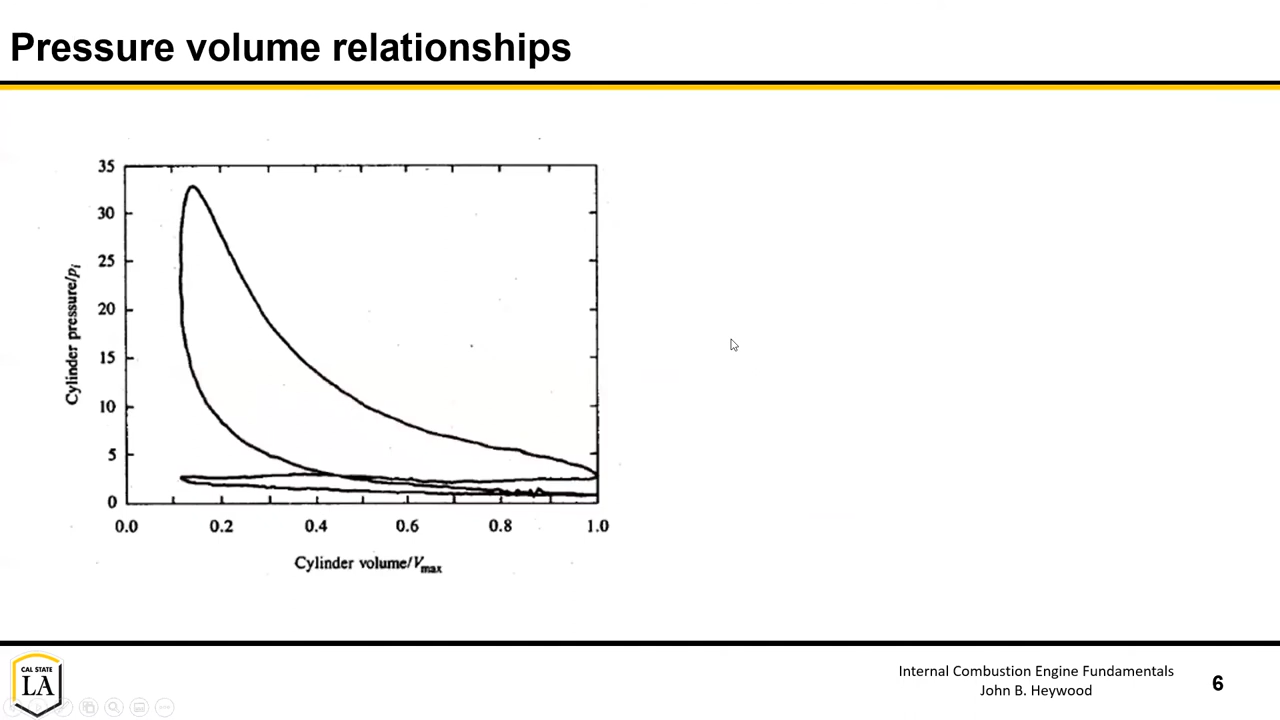 Pressure volume relationships
35
30
25
20
15
10
5
0
Cylinder pressure/pi
0.0 0.2 0.4 0.6 0.8 1.0
Cylinder volume/Vmax
CAL STATE
LA
Internal Combustion Engine Fundamentals
John B. Heywood
6